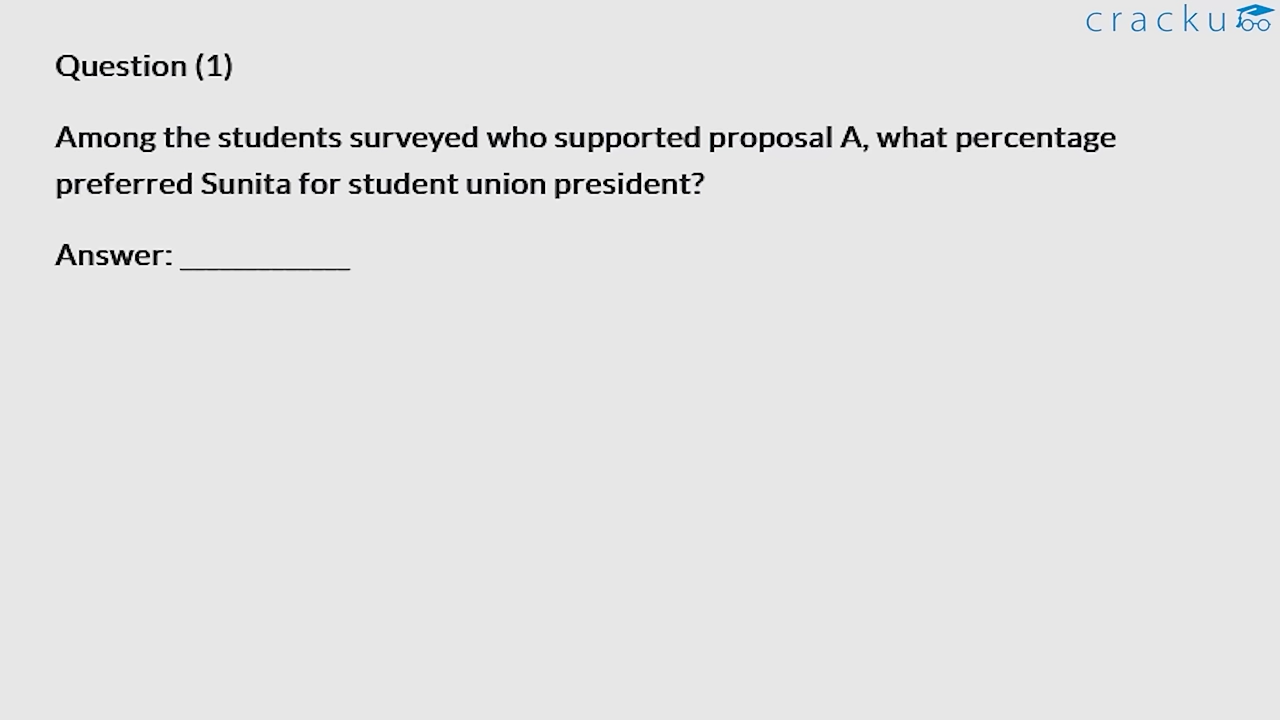 cracku
Question (1)
Among the students surveyed who supported proposal A, what percentage
preferred Sunita for student union president?
Answer: _____________